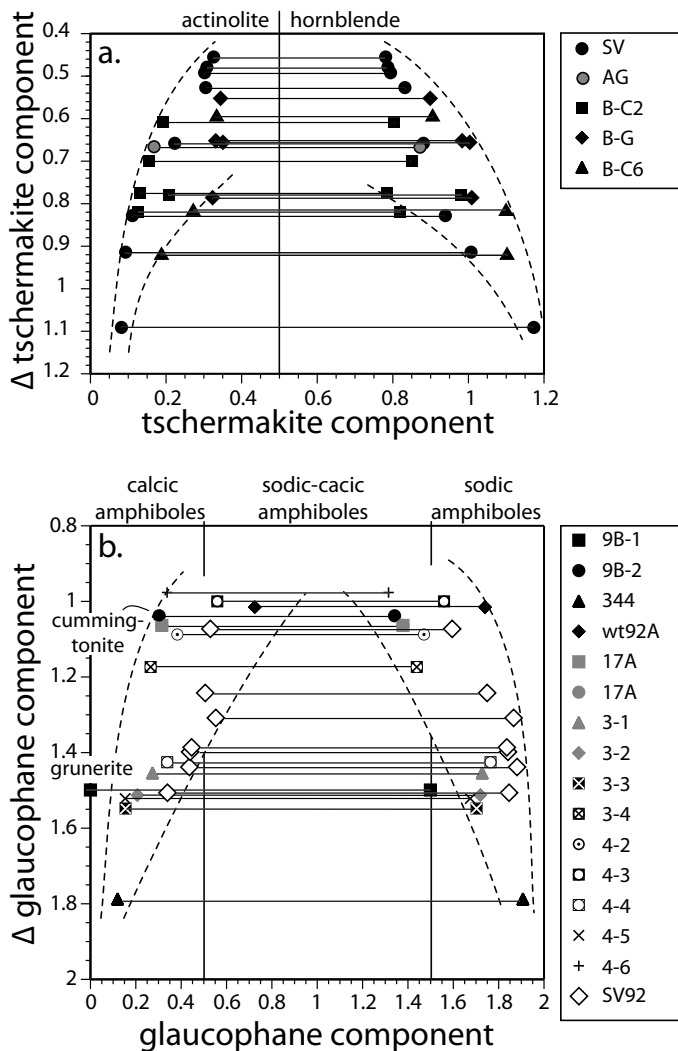 actinolite hornblende
a.
0.4
0.5
0.6
0.7
0.8
0.9
1
1.1
1.2
Δ tschermakite component
0 0.2 0.4 0.6 0.8 1 1.2
tschermakite component
SV
AG
B-C2
B-G
B-C6
calcic amphiboles
sodic-cacic amphiboles
sodic amphiboles
b.
0.8
1
1.2
1.4
1.6
1.8
2
Δ glaucophane component
cumming-
tonite
grunerite
0 0.2 0.4 0.6 0.8 1 1.2 1.4 1.6 1.8 2
glaucophane component
9B-1
9B-2
344
wt92A
17A
17A
3-1
3-2
3-3
3-4
4-2
4-3
4-4
4-5
4-6
SV92